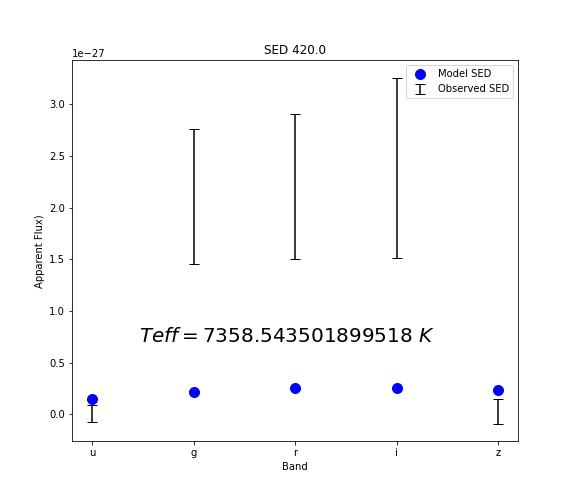 1e−27
SED 420.0
Model SED
Observed SED
3.0
2.5
2.0
1.5
1.0
0.5
0.0
Apparent Flux)
Teff = 7358.543501899518 K
u g r i z
Band